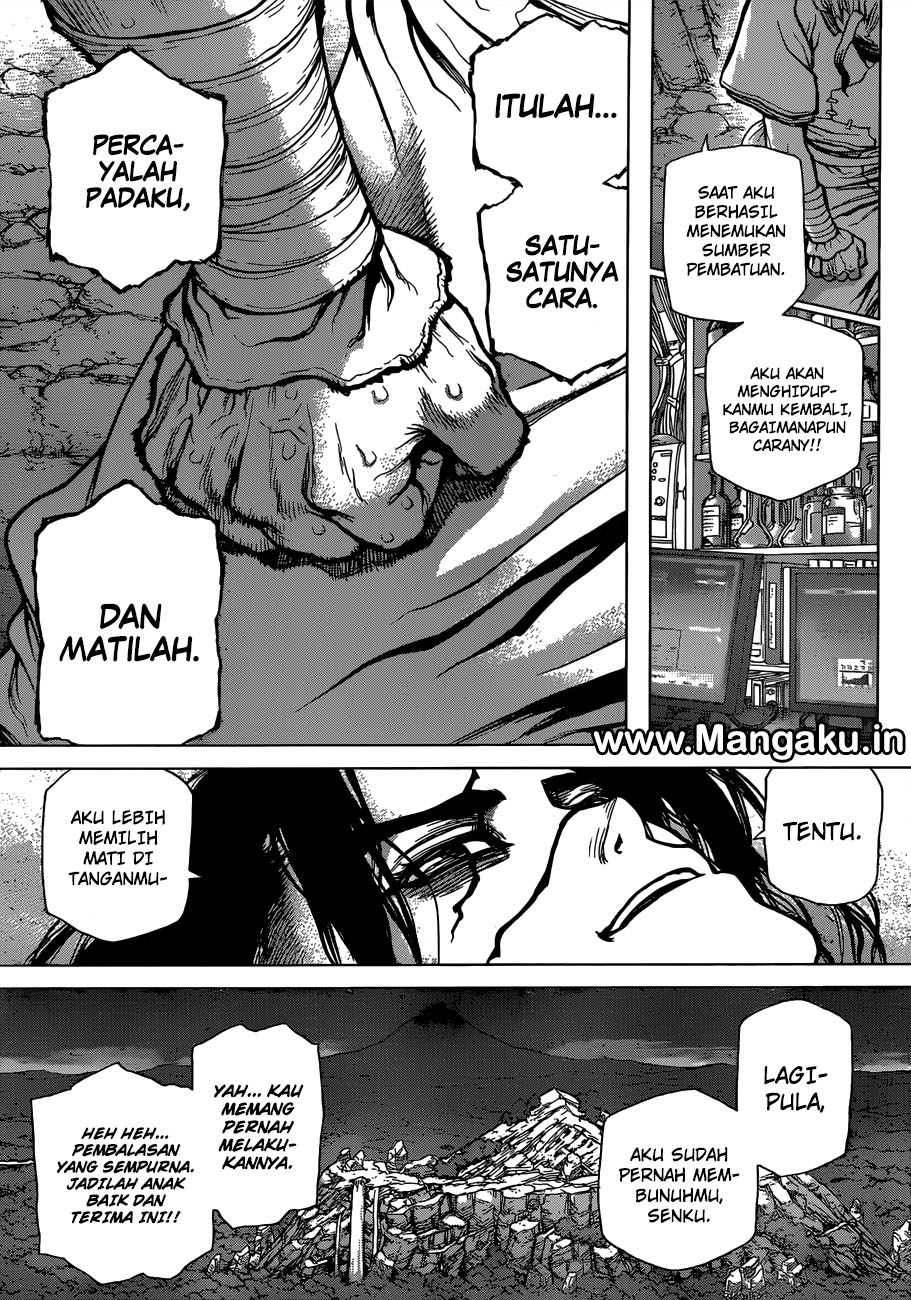 SAAT AKU
BERHASIL
MENEMUKAN
SUMBER
PEMBATUAN.
AKU AKAN
MENGHIDUP-
KANMU KEMBALI,
BAGAIMANAPUN
CARANY!!
ITULAH...
SATU-
SATUNYA
CARA.
PERCA-
YALAH
PADAKU,
DAN
MATILAH.
www.Mangaku.in
TENTU.
AKU LEBIH
MEMILIH
MATI DI
TANGANMU-
LAGI-
PULA,
AKU SUDAH
PERNAH MEM-
BUNUHMU,
SENKU.
YAH... KAU
MEMANG
PERNAH
MELAKU-
KANNYA.
HEH HEH...
PEMBALASAN
YANG SEMPURNA.
JADILAH ANAK
BAIK DAN
TERIMA INI!!